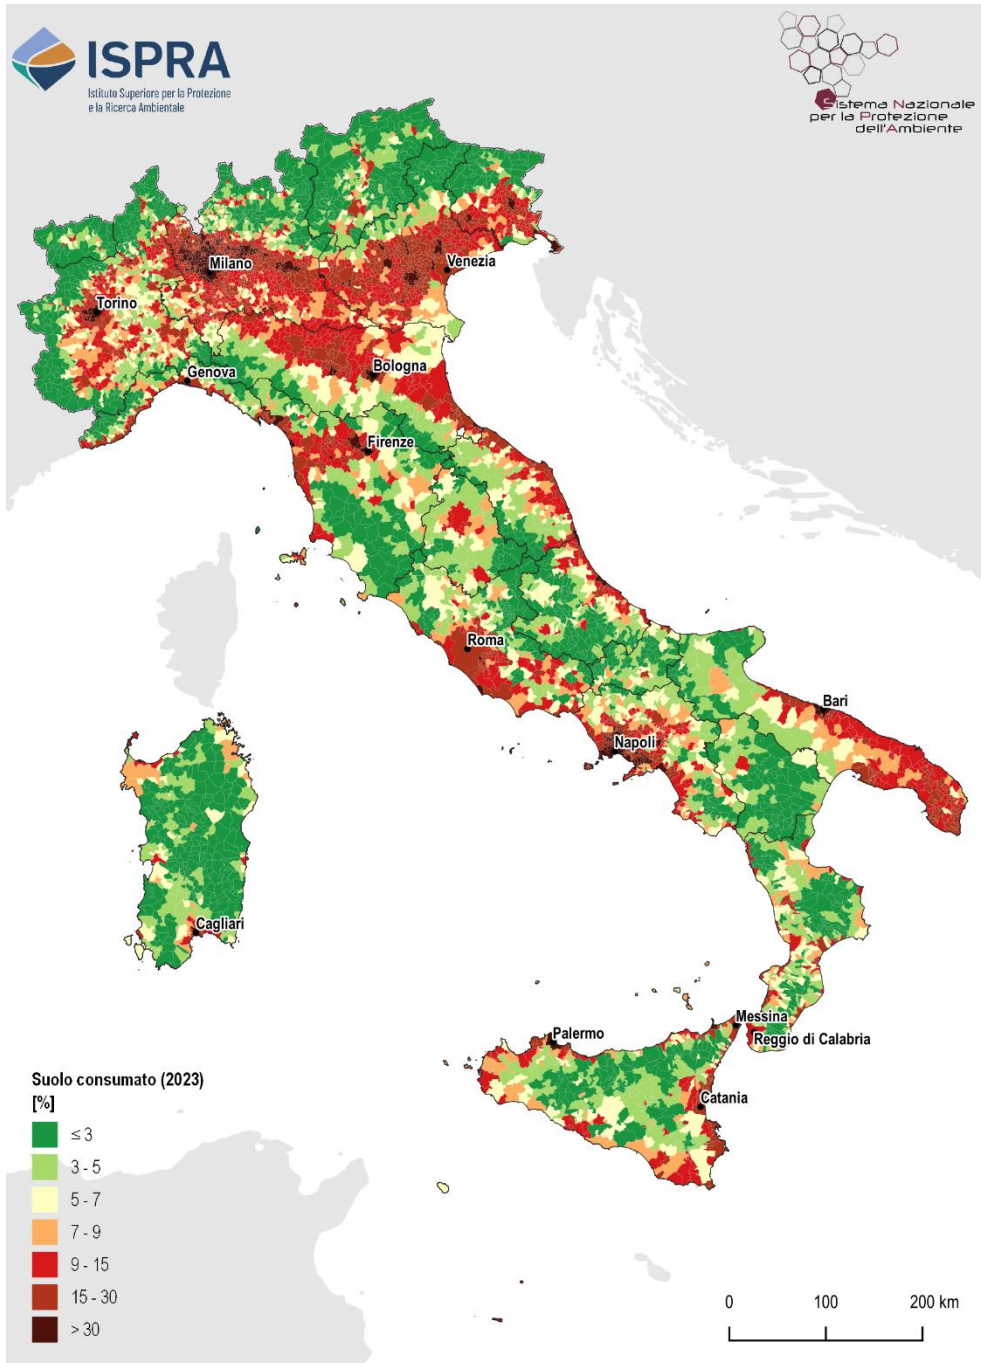 ISPRA
Istituto Superiore per la Protezione
e la Ricerca Ambientale
Sistema Nazionale
per la Protezione
dell'Ambiente
Milano
Venezia
Torino
Genova
Bologna
Firenze
Roma
Bari
Napoli
Cagliari
Messina
Palermo
Reggio di Calabria
Catania
Suolo consumato (2023)
[%]
≤ 3
3 - 5
5 - 7
7 - 9
9 - 15
15 - 30
> 30
0 100 200 km